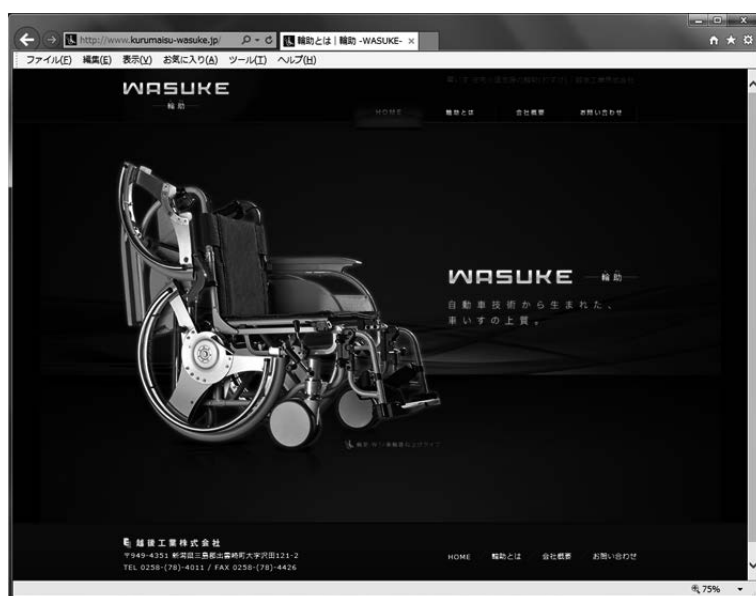 http://www.kurumaisu-wasuke.jp/
輪助とは | 輪助 -WASUKE-
ファイル(F) 編集(E) 表示(V) お気に入り(A) ツール(T) ヘルプ(H)
WASUKE
輪助
HOME 輪助とは 会社概要 お問い合わせ
WASUKE 輪助
自動車技術から生まれた、
車いすの上質。
越後工業株式会社
〒949-4351 新潟県三島郡出雲崎町大字沢田121-2
TEL 0258-(78)-4011 / FAX 0258-(78)-4426
HOME 輪助とは 会社概要 お問い合わせ
75%